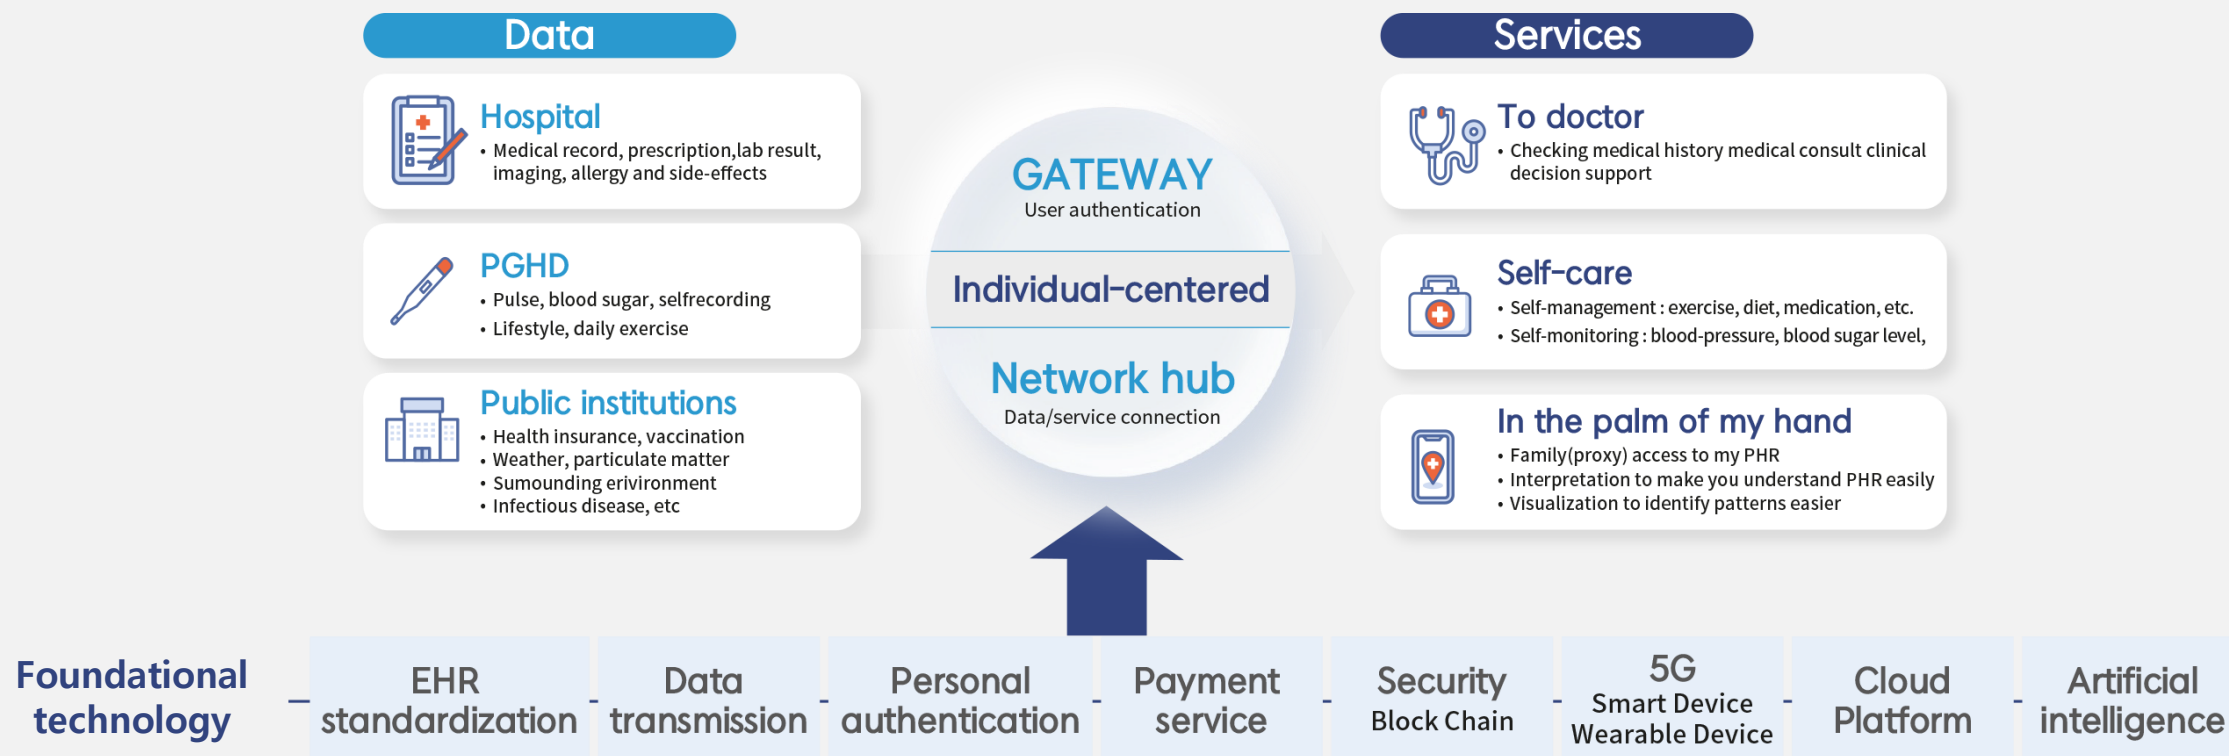 Data
Hospital
• Medical record, prescription,lab result,
imaging, allergy and side-effects
PGHD
• Pulse, blood sugar, selfrecording
• Lifestyle, daily exercise
Public institutions
• Health insurance, vaccination
• Weather, particulate matter
• Sumounding erivironment
• Infectious disease, etc
GATEWAY
User authentication
Individual-centered
Network hub
Data/service connection
Services
To doctor
• Checking medical history medical consult clinical
decision support
Self-care
• Self-management : exercise, diet, medication, etc.
• Self-monitoring : blood-pressure, blood sugar level,
In the palm of my hand
• Family(proxy) access to my PHR
• Interpretation to make you understand PHR easily
• Visualization to identify patterns easier
Foundational
technology
EHR
standardization
Data
transmission
Personal
authentication
Payment
service
Security
Block Chain
5G
Smart Device
Wearable Device
Cloud
Platform
Artificial
intelligence